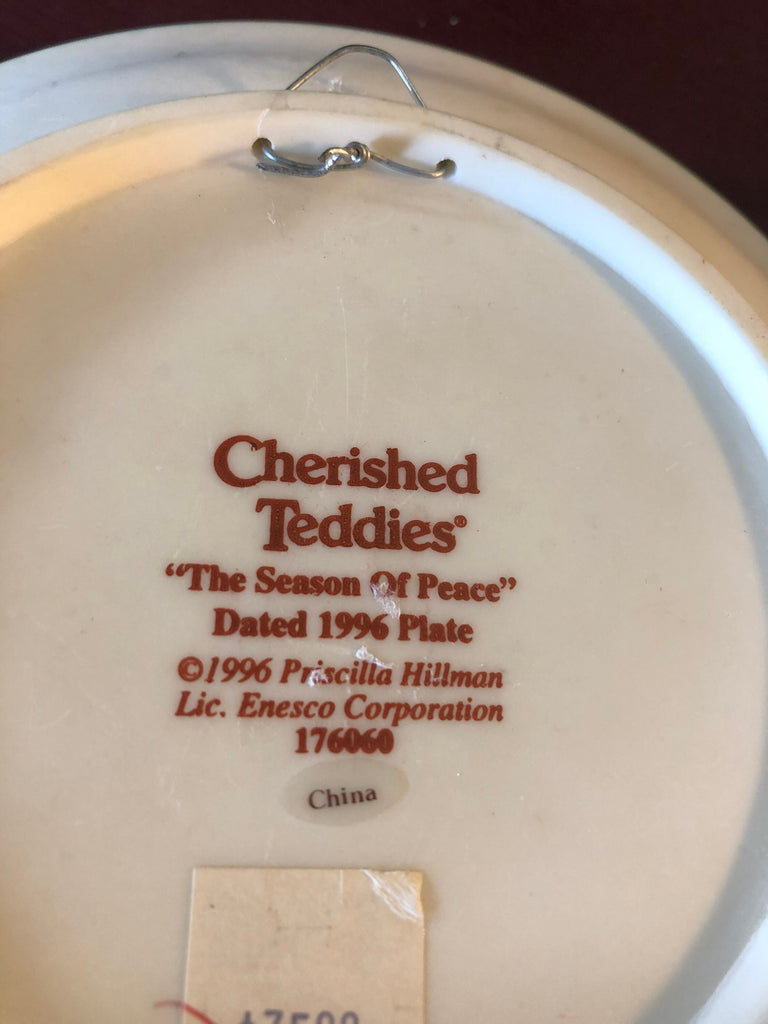 Cherished
Teddies®
“The Season Of Peace”
Dated 1996 Plate
©1996 Priscilla Hillman
Lic. Enesco Corporation
176060
China